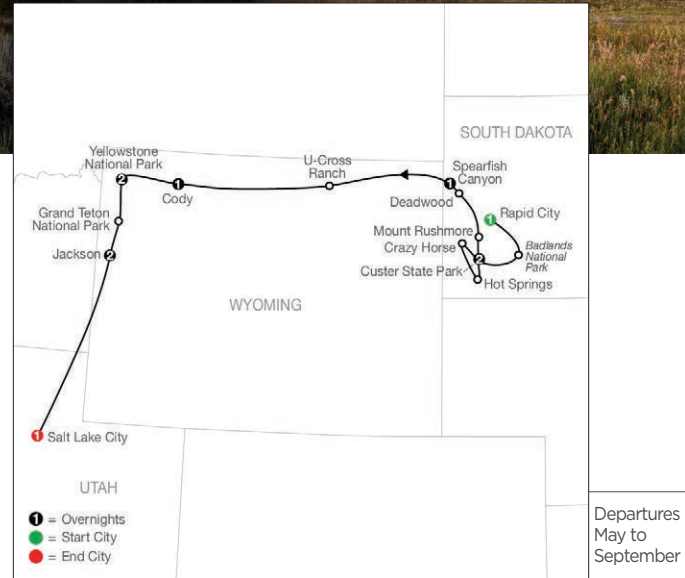 SOUTH DAKOTA
Yellowstone
National Park
2
1
Cody
U-Cross
Ranch
1
Spearfish
Canyon
Deadwood
1
Rapid City
Grand Teton
National Park
Mount Rushmore
Crazy Horse
Badlands
National
Park
Jackson
2
Custer State Park
2
Hot Springs
WYOMING
1
Salt Lake City
UTAH
1 = Overnights
= Start City
= End City
Departures
May to
September